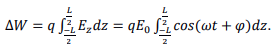 ΔW = q ∫_{-L/2}^{L/2} E_z dz = qE_0 ∫_{-L/2}^{L/2} cos(ωt + φ)dz.